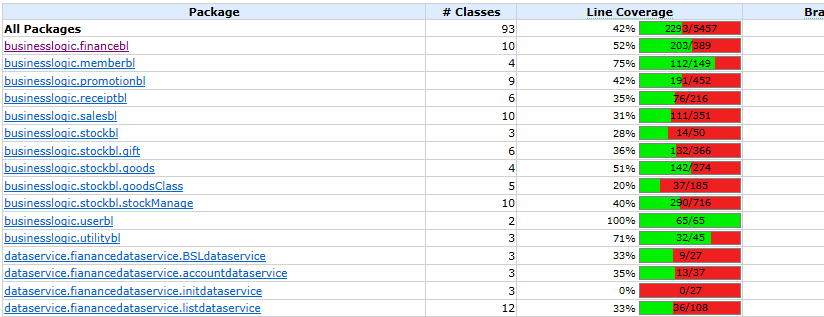 Package # Classes Line Coverage Bra
All Packages 93 42% 2293/5457
businesslogic.financebl 10 52% 203/389
businesslogic.memberbl 4 75% 112/149
businesslogic.promotionbl 9 42% 191/452
businesslogic.receiptbl 6 35% 76/216
businesslogic.salesbl 10 31% 111/351
businesslogic.stockbl 3 28% 14/50
businesslogic.stockbl.gift 6 36% 132/366
businesslogic.stockbl.goods 4 51% 142/274
businesslogic.stockbl.goodsClass 5 20% 37/185
businesslogic.stockbl.stockManage 10 40% 290/716
businesslogic.userbl 2 100% 65/65
businesslogic.utilitybl 3 71% 32/45
dataservice.fianancedataservice.BSLdataservice 3 33% 9/27
dataservice.fianancedataservice.accountdataservice 3 35% 13/37
dataservice.fianancedataservice.initdataservice 3 0% 0/27
dataservice.fianancedataservice.listdataservice 12 33% 36/108